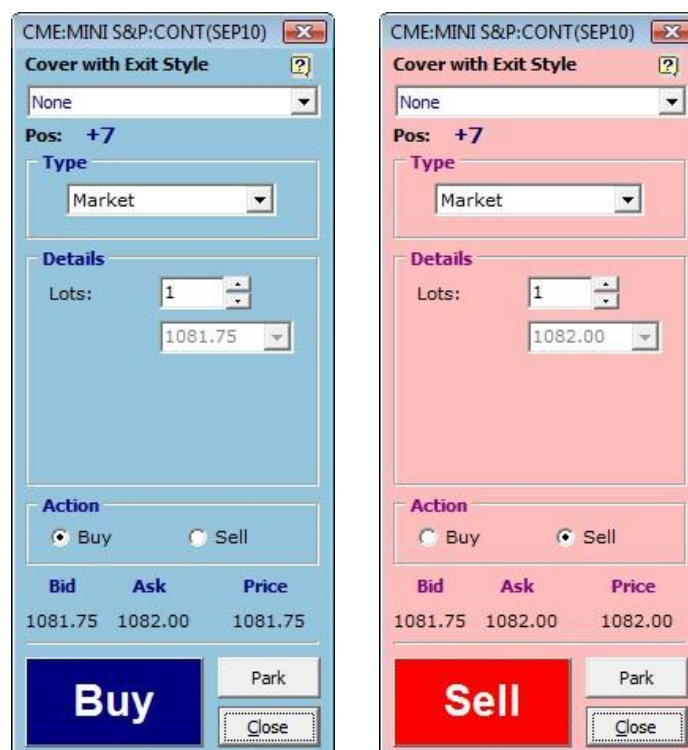 CME:MINI S&P:CONT(SEP10)
Cover with Exit Style
None
Pos: +7
Type
Market
Details
Lots: 1
1081.75
Action
Buy Sell
Bid Ask Price
1081.75 1082.00 1081.75
Buy
Park
Close
CME:MINI S&P:CONT(SEP10)
Cover with Exit Style
None
Pos: +7
Type
Market
Details
Lots: 1
1082.00
Action
Buy Sell
Bid Ask Price
1081.75 1082.00 1082.00
Sell
Park
Close